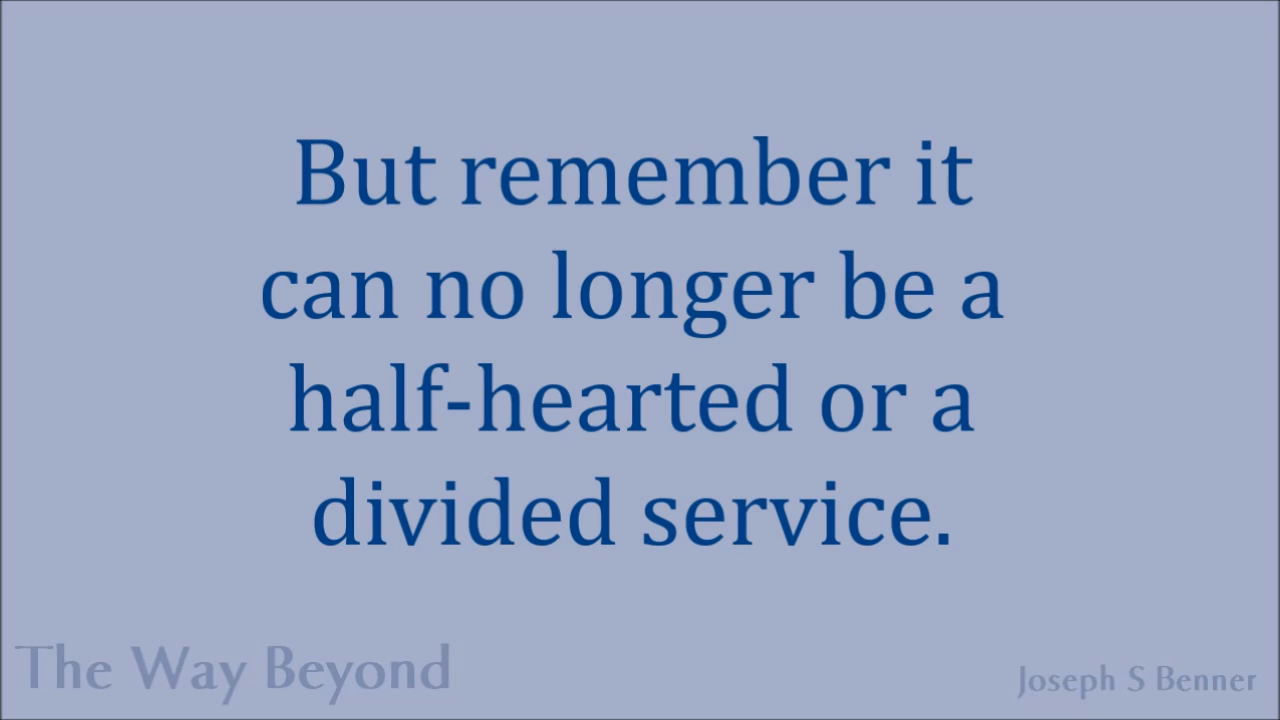 But remember it
can no longer be a
half-hearted or a
divided service.
The Way Beyond
Joseph S Benner